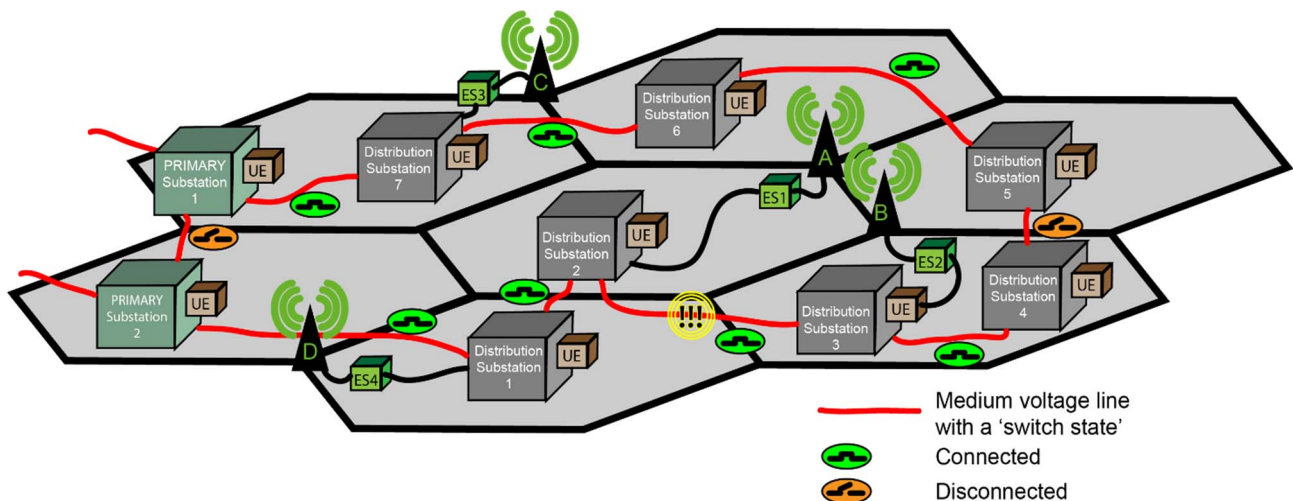 C
ES3
UE
Distribution
Substation
6
UE
A
PRIMARY
Substation
1
UE
Distribution
Substation
7
UE
B
Distribution
Substation
5
UE
ES1
Distribution
Substation
2
UE
ES2
PRIMARY
Substation
2
UE
D
ES4
Distribution
Substation
1
UE
!!!
Distribution
Substation
3
UE
Distribution
Substation
4
UE
Medium voltage line
with a 'switch state'
Connected
Disconnected